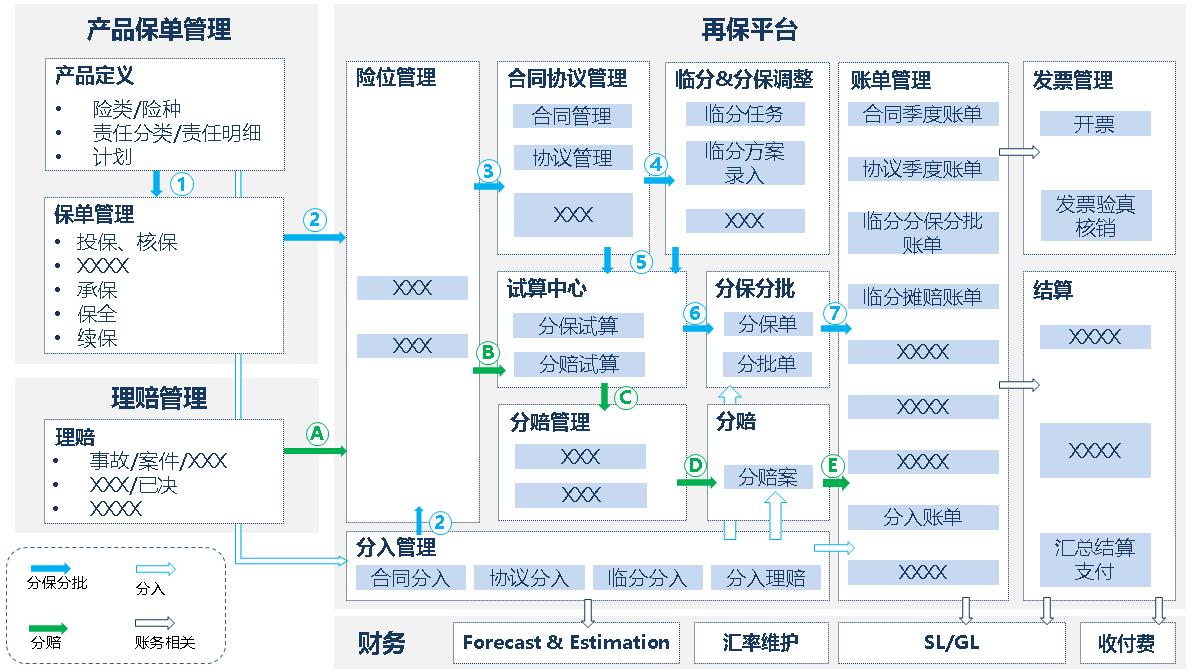 产品保单管理
产品定义
• 险类/险种
• 责任分类/责任明细
• 计划
1
保单管理
• 投保、核保
• XXXX
• 承保
• 保全
• 续保
2
理赔管理
理赔
• 事故/案件/XXX
• XXX/已决
• XXXX
A
分保分批
分入
分赔
账务相关
再保平台
险位管理
XXX
XXX
3
B
2
合同协议管理
合同管理
协议管理
XXX
4
临分&分保调整
临分任务
临分方案
录入
XXX
5
试算中心
分保试算
分赔试算
6
C
分保分批
分保单
分批单
7
分赔管理
XXX
XXX
D
分赔
分赔案
E
分入管理
合同分入
协议分入
临分分入
分入理赔
账单管理
合同季度账单
协议季度账单
临分分保分批
账单
临分摊赔账单
XXXX
XXXX
XXXX
分入账单
XXXX
发票管理
开票
发票验真
核销
结算
XXXX
XXXX
汇总结算
支付
财务
Forecast & Estimation
汇率维护
SL/GL
收付费